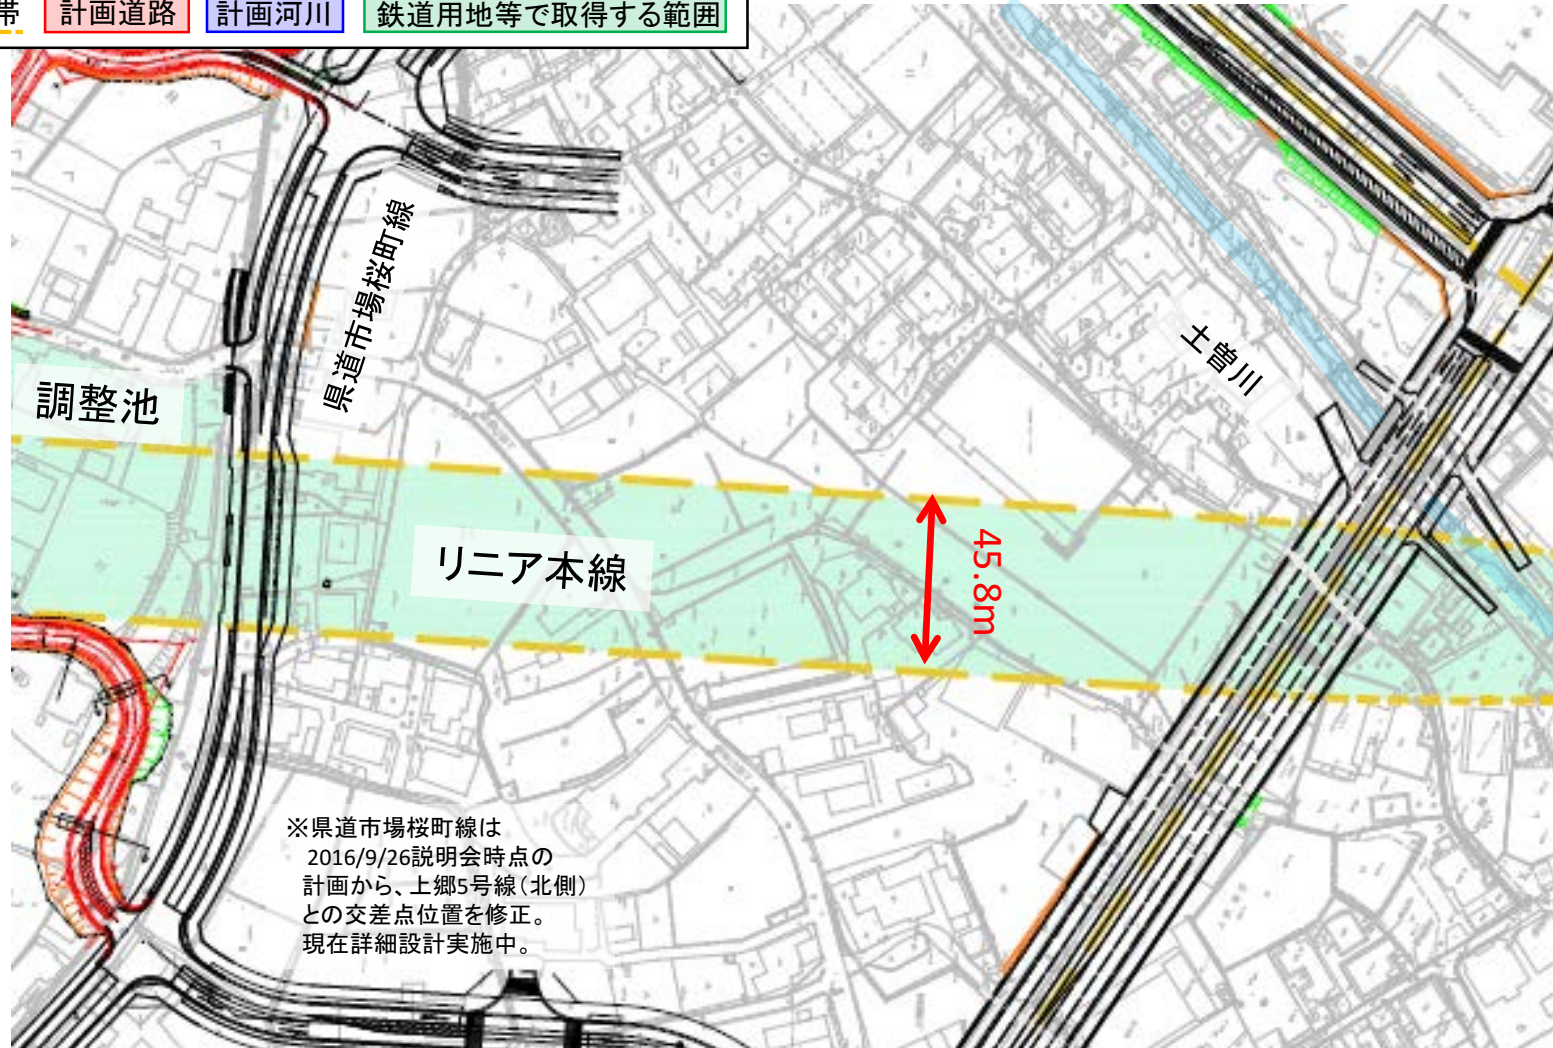 帯 計画道路 計画河川 鉄道用地等で取得する範囲
県道市場桜町線
土曽川
調整池
リニア本線
45.8m
※県道市場桜町線は
2016/9/26説明会時点の
計画から、上郷5号線（北側）
との交差点位置を修正。
現在詳細設計実施中。